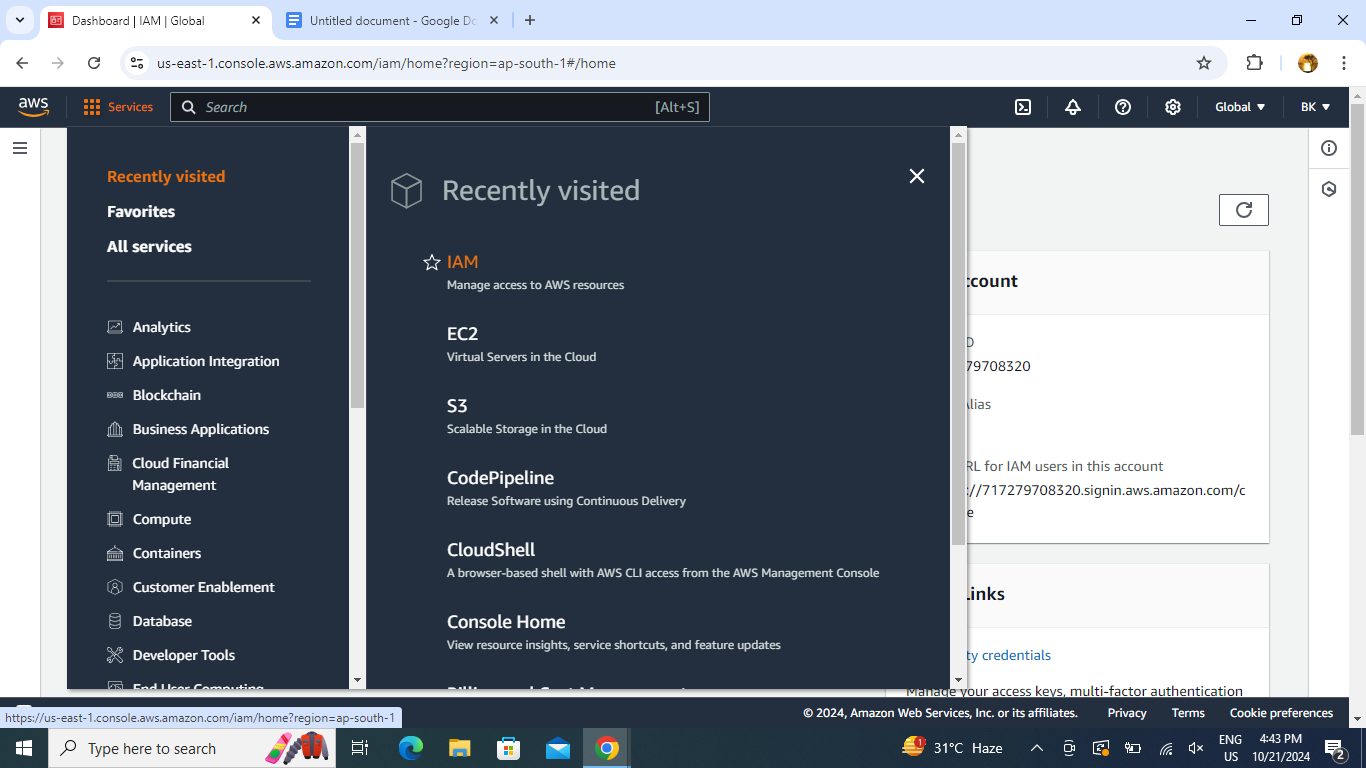 Dashboard | IAM | Global
Untitled document - Google Do
us-east-1.console.aws.amazon.com/iam/home?region=ap-south-1#/home
aws
Services
Search
[Alt+S]
Global
BK
Recently visited
Favorites
All services
Analytics
Application Integration
Blockchain
Business Applications
Cloud Financial
Management
Compute
Containers
Customer Enablement
Database
Developer Tools
End User Computing
Recently visited
IAM
Manage access to AWS resources
EC2
Virtual Servers in the Cloud
S3
Scalable Storage in the Cloud
CodePipeline
Release Software using Continuous Delivery
CloudShell
A browser-based shell with AWS CLI access from the AWS Management Console
Console Home
View resource insights, service shortcuts, and feature updates
ccount
D
79708320
Alias
RL for IAM users in this account
://717279708320.signin.aws.amazon.com/c
e
Links
ty credentials
Manage your access keys, multi-factor authentication
https://us-east-1.console.aws.amazon.com/iam/home?region=ap-south-1
© 2024, Amazon Web Services, Inc. or its affiliates.
Privacy
Terms
Cookie preferences
Type here to search
1
31°C Haze
ENG
US
4:43 PM
10/21/2024
2